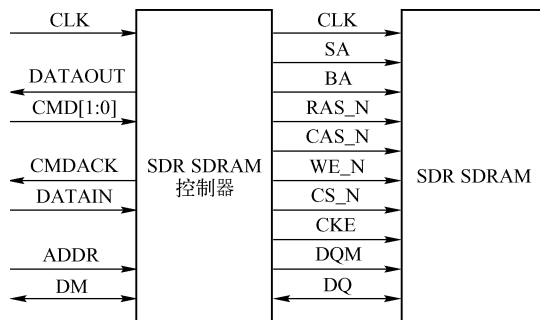 CLK
DATAOUT
CMD[1:0]
CMDACK
DATAIN
ADDR
DM
SDR SDRAM
控制器
CLK
SA
BA
RAS_N
CAS_N
WE_N
CS_N
CKE
DQM
DQ
SDR SDRAM